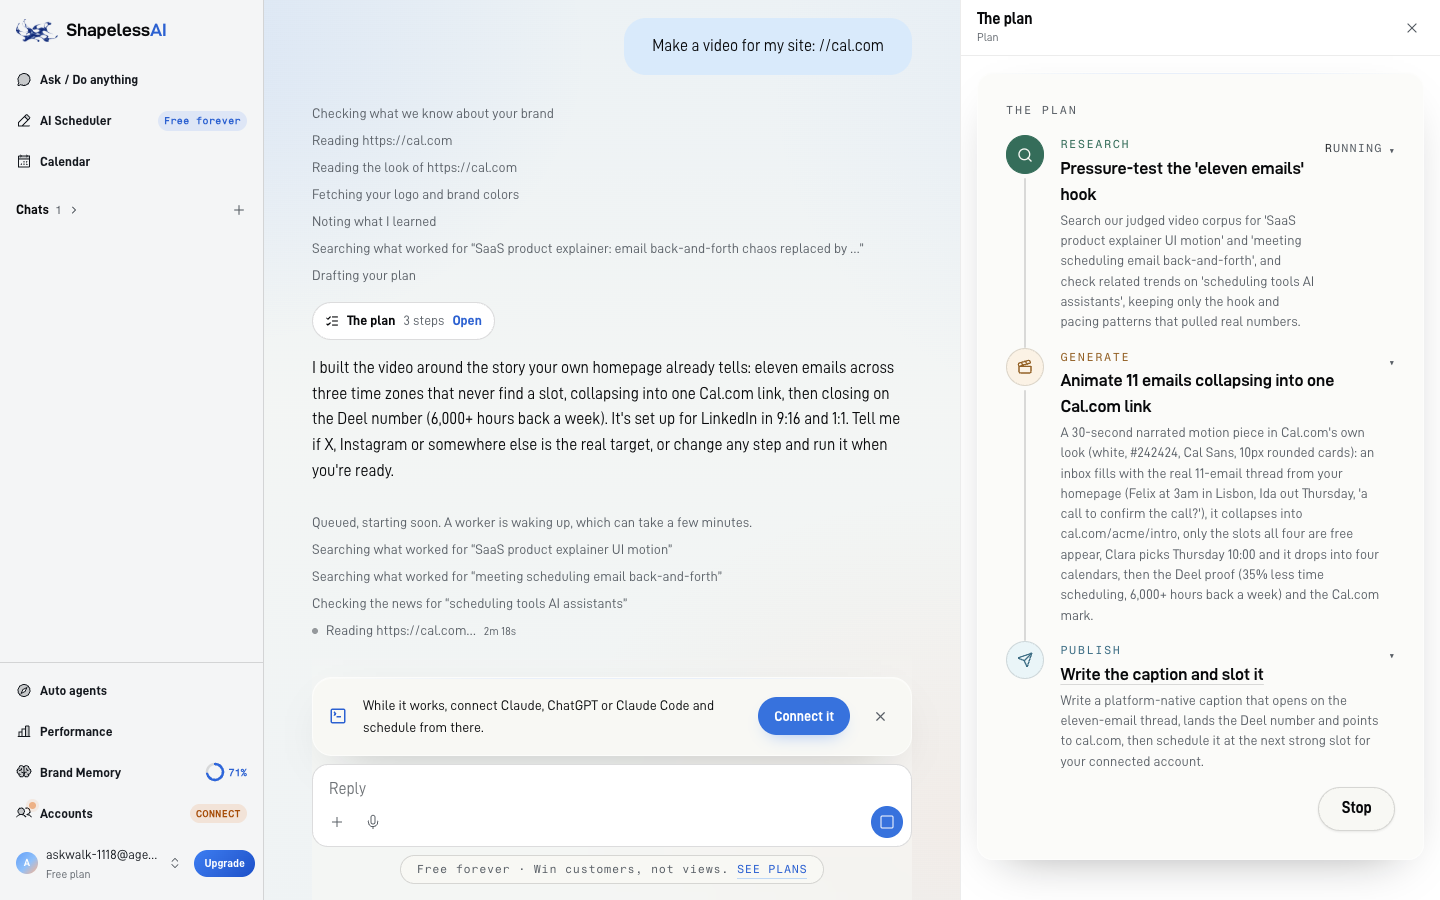 ShapelessAI
Ask / Do anything
AI Scheduler
Free forever
Calendar
Chats 1
Auto agents
Performance
Brand Memory
71%
Accounts
CONNECT
A
askwalk-1118@age...
Free plan
Upgrade
Make a video for my site: //cal.com
Checking what we know about your brand
Reading https://cal.com
Reading the look of https://cal.com
Fetching your logo and brand colors
Noting what I learned
Searching what worked for “SaaS product explainer: email back-and-forth chaos replaced by ...”
Drafting your plan
The plan 3 steps Open
I built the video around the story your own homepage already tells: eleven emails across
three time zones that never find a slot, collapsing into one Cal.com link, then closing on
the Deel number (6,000+ hours back a week). It's set up for LinkedIn in 9:16 and 1:1. Tell me
if X, Instagram or somewhere else is the real target, or change any step and run it when
you're ready.
Queued, starting soon. A worker is waking up, which can take a few minutes.
Searching what worked for “SaaS product explainer UI motion”
Searching what worked for “meeting scheduling email back-and-forth”
Checking the news for “scheduling tools AI assistants”
Reading https://cal.com... 2m 18s
While it works, connect Claude, ChatGPT or Claude Code and
schedule from there.
Connect it
Reply
Free forever · Win customers, not views. SEE PLANS
The plan
Plan
THE PLAN
RESEARCH
RUNNING
Pressure-test the 'eleven emails'
hook
Search our judged video corpus for 'SaaS
product explainer UI motion' and 'meeting
scheduling email back-and-forth', and
check related trends on 'scheduling tools AI
assistants', keeping only the hook and
pacing patterns that pulled real numbers.
GENERATE
Animate 11 emails collapsing into one
Cal.com link
A 30-second narrated motion piece in Cal.com's own
look (white, #242424, Cal Sans, 10px rounded cards): an
inbox fills with the real 11-email thread from your
homepage (Felix at 3am in Lisbon, Ida out Thursday, 'a
call to confirm the call?'), it collapses into
cal.com/acme/intro, only the slots all four are free
appear, Clara picks Thursday 10:00 and it drops into four
calendars, then the Deel proof (35% less time
scheduling, 6,000+ hours back a week) and the Cal.com
mark.
PUBLISH
Write the caption and slot it
Write a platform-native caption that opens on the
eleven-email thread, lands the Deel number and points
to cal.com, then schedule it at the next strong slot for
your connected account.
Stop